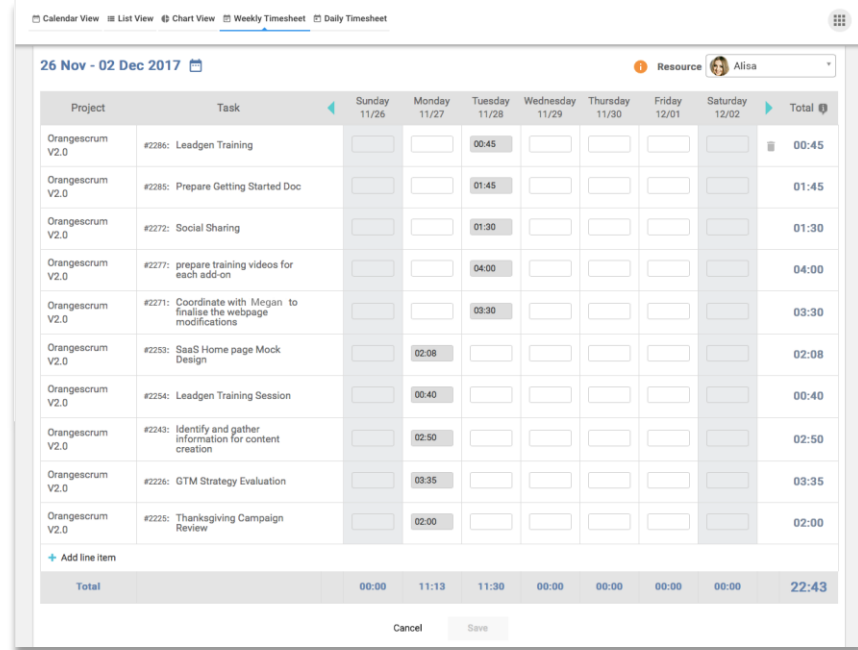 Calendar View List View Chart View Weekly Timesheet Daily Timesheet
26 Nov - 02 Dec 2017
Resource Alisa
Project Task Sunday 11/26 Monday 11/27 Tuesday 11/28 Wednesday 11/29 Thursday 11/30 Friday 12/01 Saturday 12/02 Total
Orangescrum V2.0 #2286: Leadgen Training 00:45 00:45
Orangescrum V2.0 #2285: Prepare Getting Started Doc 01:45 01:45
Orangescrum V2.0 #2272: Social Sharing 01:30 01:30
Orangescrum V2.0 #2277: prepare training videos for each add-on 04:00 04:00
Orangescrum V2.0 #2271: Coordinate with Megan to finalise the webpage modifications 03:30 03:30
Orangescrum V2.0 #2253: SaaS Home page Mock Design 02:08 02:08
Orangescrum V2.0 #2254: Leadgen Training Session 00:40 00:40
Orangescrum V2.0 #2243: Identify and gather information for content creation 02:50 02:50
Orangescrum V2.0 #2226: GTM Strategy Evaluation 03:35 03:35
Orangescrum V2.0 #2225: Thanksgiving Campaign Review 02:00 02:00
+ Add line item
Total 00:00 11:13 11:30 00:00 00:00 00:00 00:00 22:43
Cancel Save